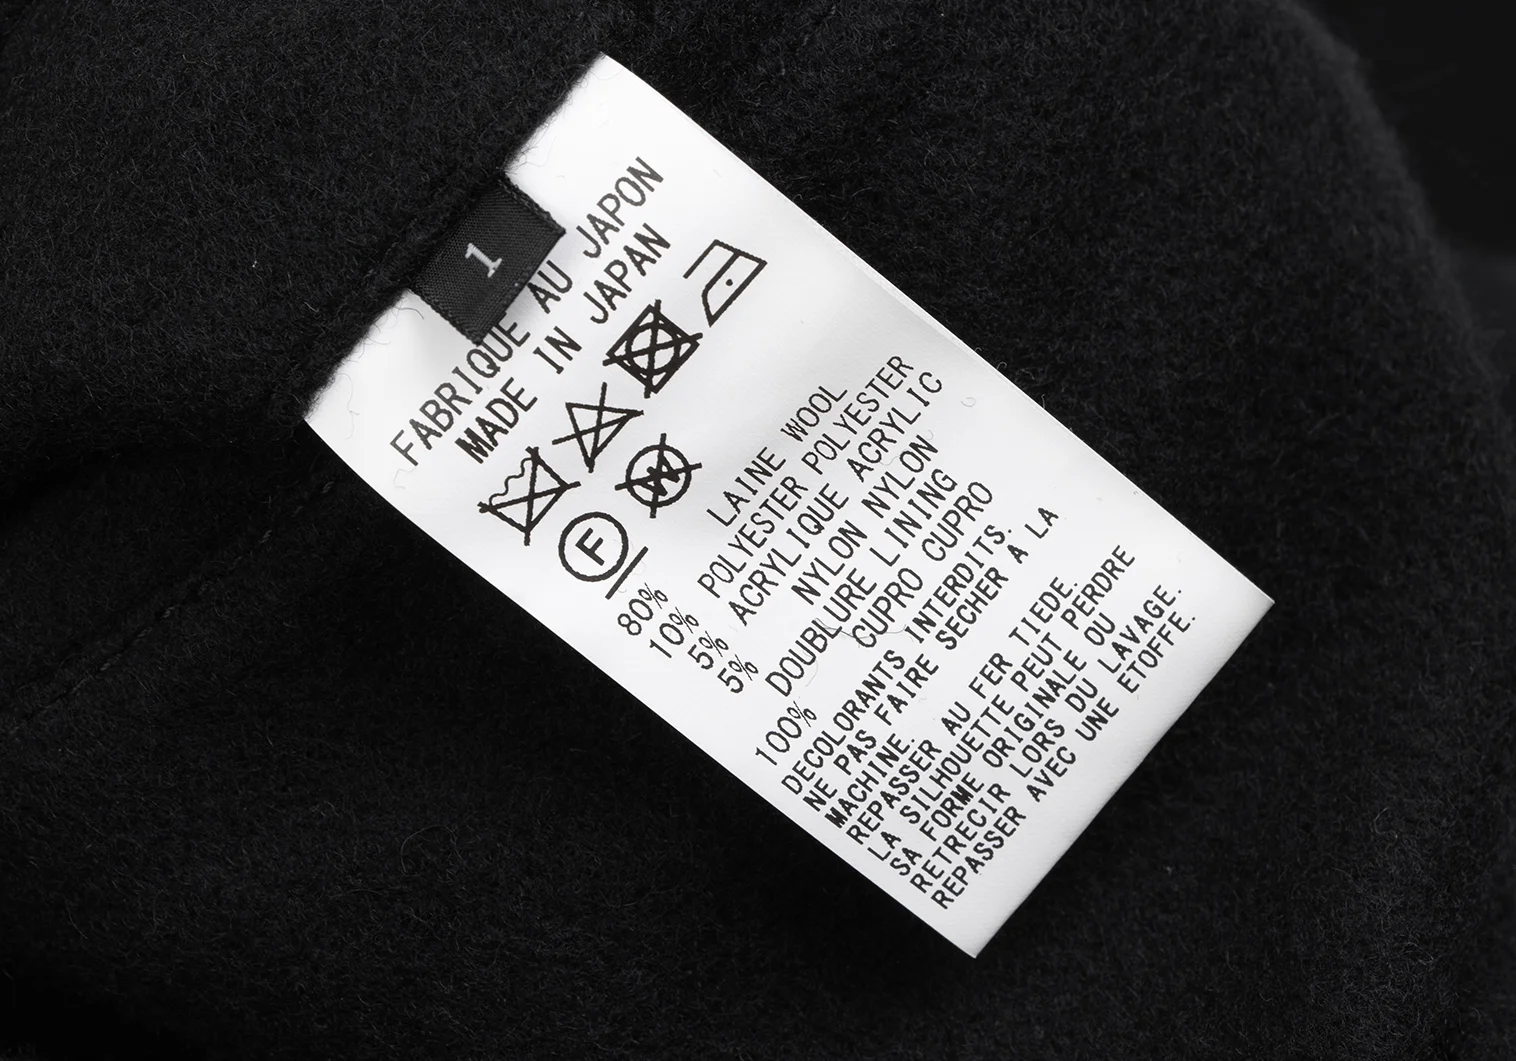 1
FABRIQUE AU JAPON
MADE IN JAPAN
W
F
80% LAINE WOOL
10% POLYESTER POLYESTER
5% ACRYLIQUE ACRYLIC
5% NYLON NYLON
DOUBLURE LINING
100% CUPRO CUPRO
DECOLORANTS INTERDITS.
NE PAS FAIRE SECHER A LA
MACHINE.
REPASSER AU FER TIEDE.
LA SILHOUETTE PEUT PERDRE
SA FORME ORIGINALE OU
RETRECIR LORS DU LAVAGE.
REPASSER AVEC UNE ETOFFE.